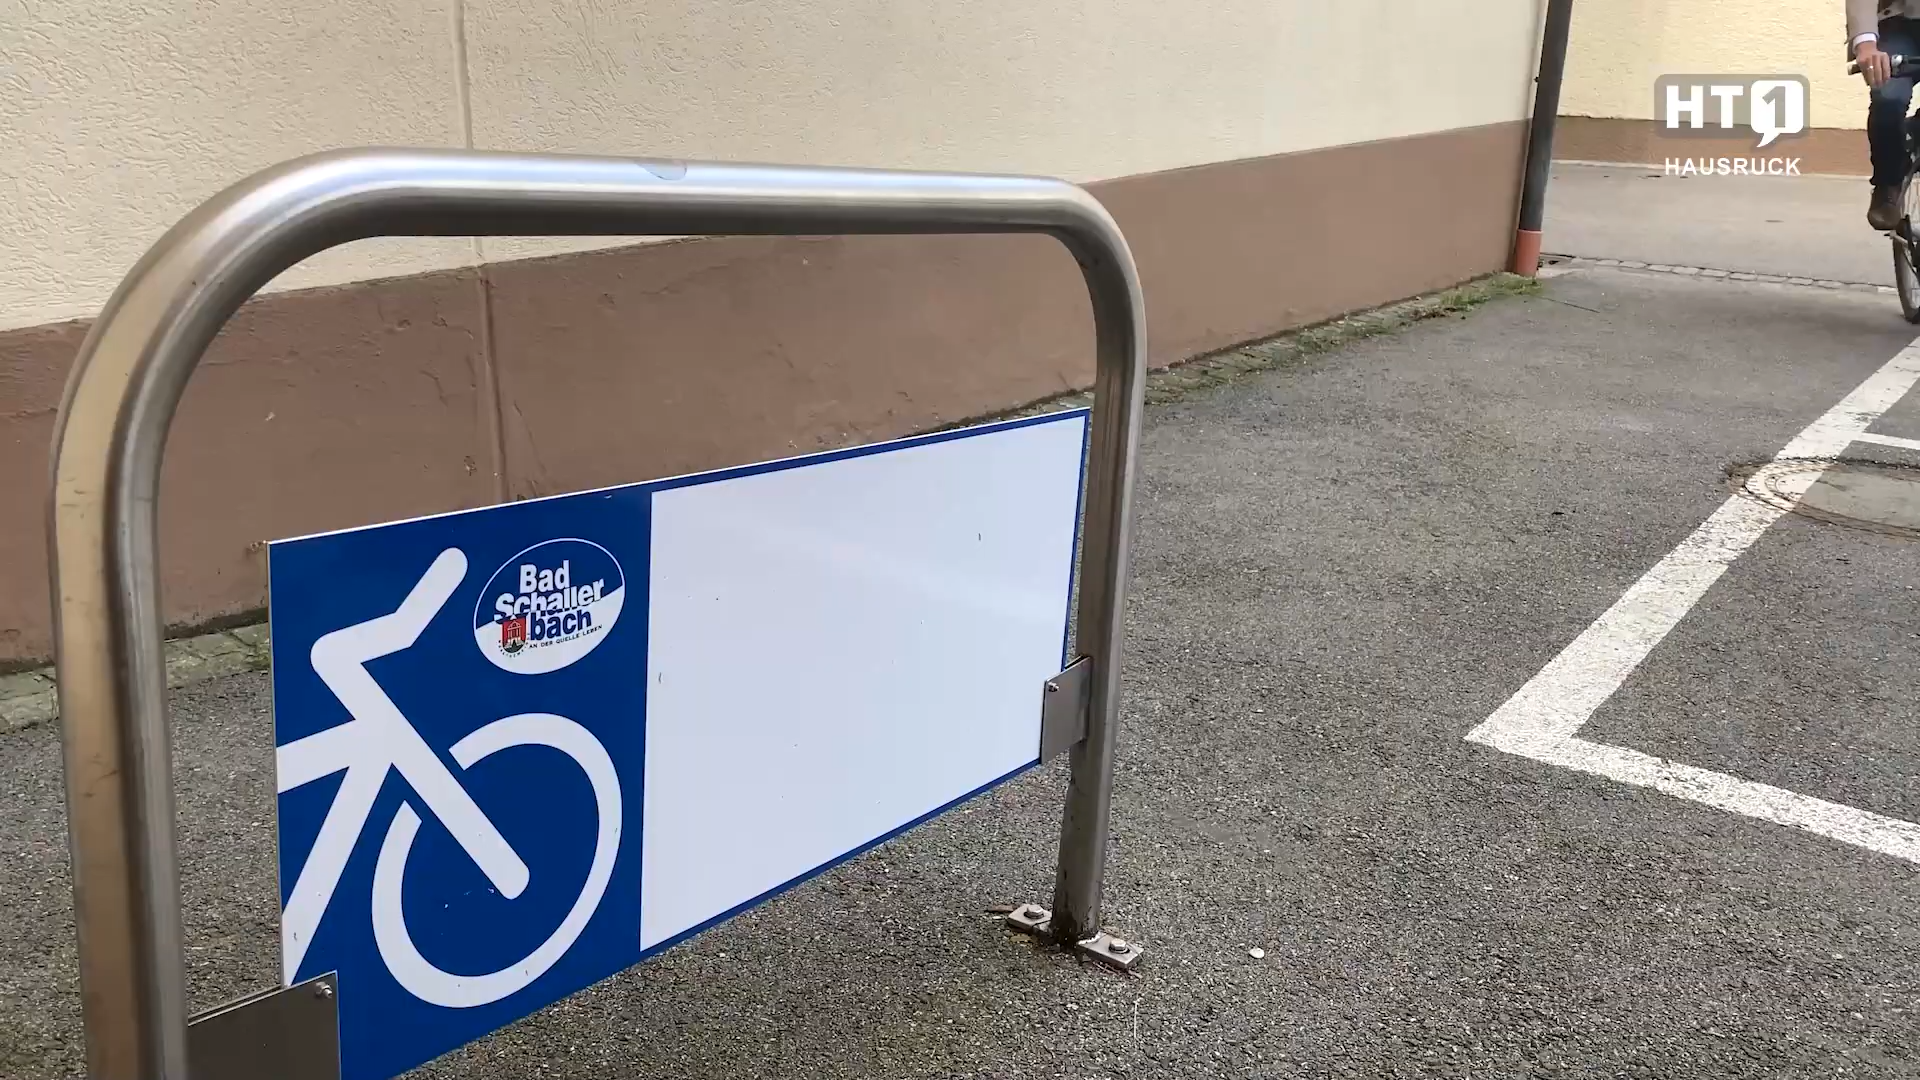 HT1
HAUSRUCK
Bad
Schaller
bach
AN DER QUELLE LEBEN